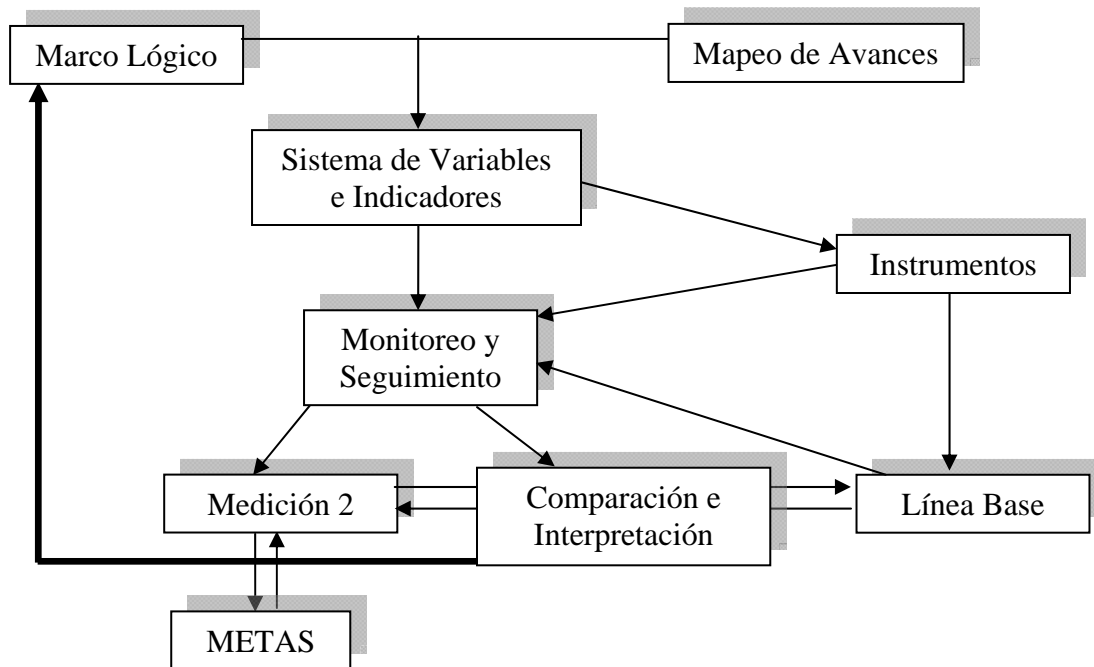 Marco Lógico
Mapeo de Avances
Sistema de Variables
e Indicadores
Instrumentos
Monitoreo y
Seguimiento
Medición 2
Comparación e
Interpretación
Línea Base
METAS